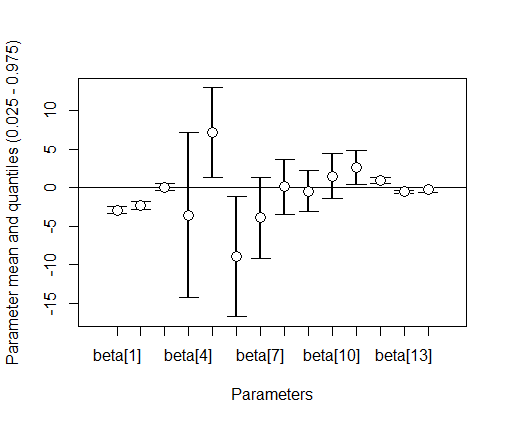 Parameter mean and quantiles (0.025 - 0.975)
10
5
0
-5
-10
-15
beta[1] beta[4] beta[7] beta[10] beta[13]
Parameters